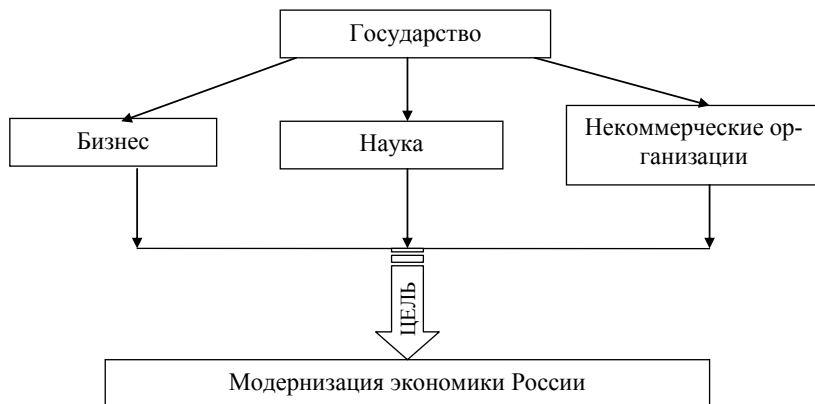 Государство
Бизнес
Наука
Некоммерческие ор-
ганизации
ЦЕЛЬ
Модернизация экономики России